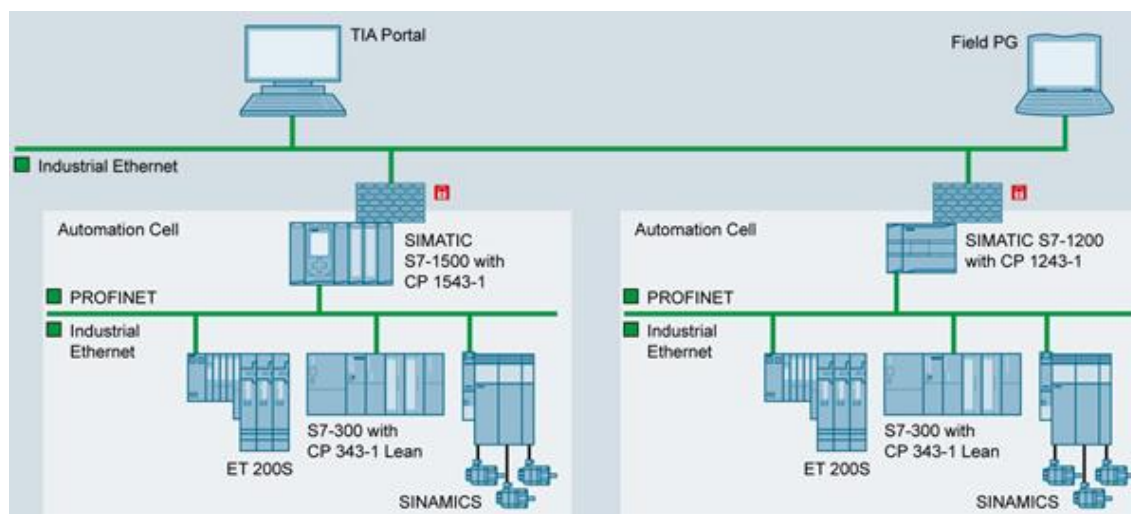 TIA Portal
Field PG
Industrial Ethernet
Automation Cell
SIMATIC
S7-1500 with
CP 1543-1
PROFINET
Industrial
Ethernet
ET 200S
S7-300 with
CP 343-1 Lean
SINAMICS
Automation Cell
SIMATIC S7-1200
with CP 1243-1
PROFINET
Industrial
Ethernet
ET 200S
S7-300 with
CP 343-1 Lean
SINAMICS